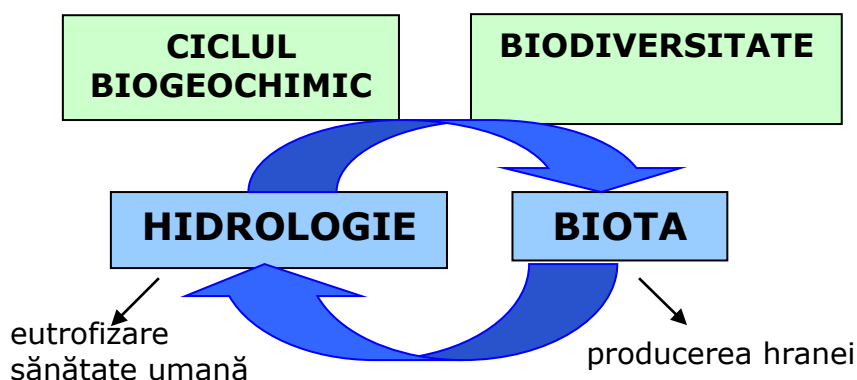 CICLUL
BIOGEOCHIMIC
BIODIVERSITATE
HIDROLOGIE
BIOTA
eutrofizare
sănătate umană
producerea hranei